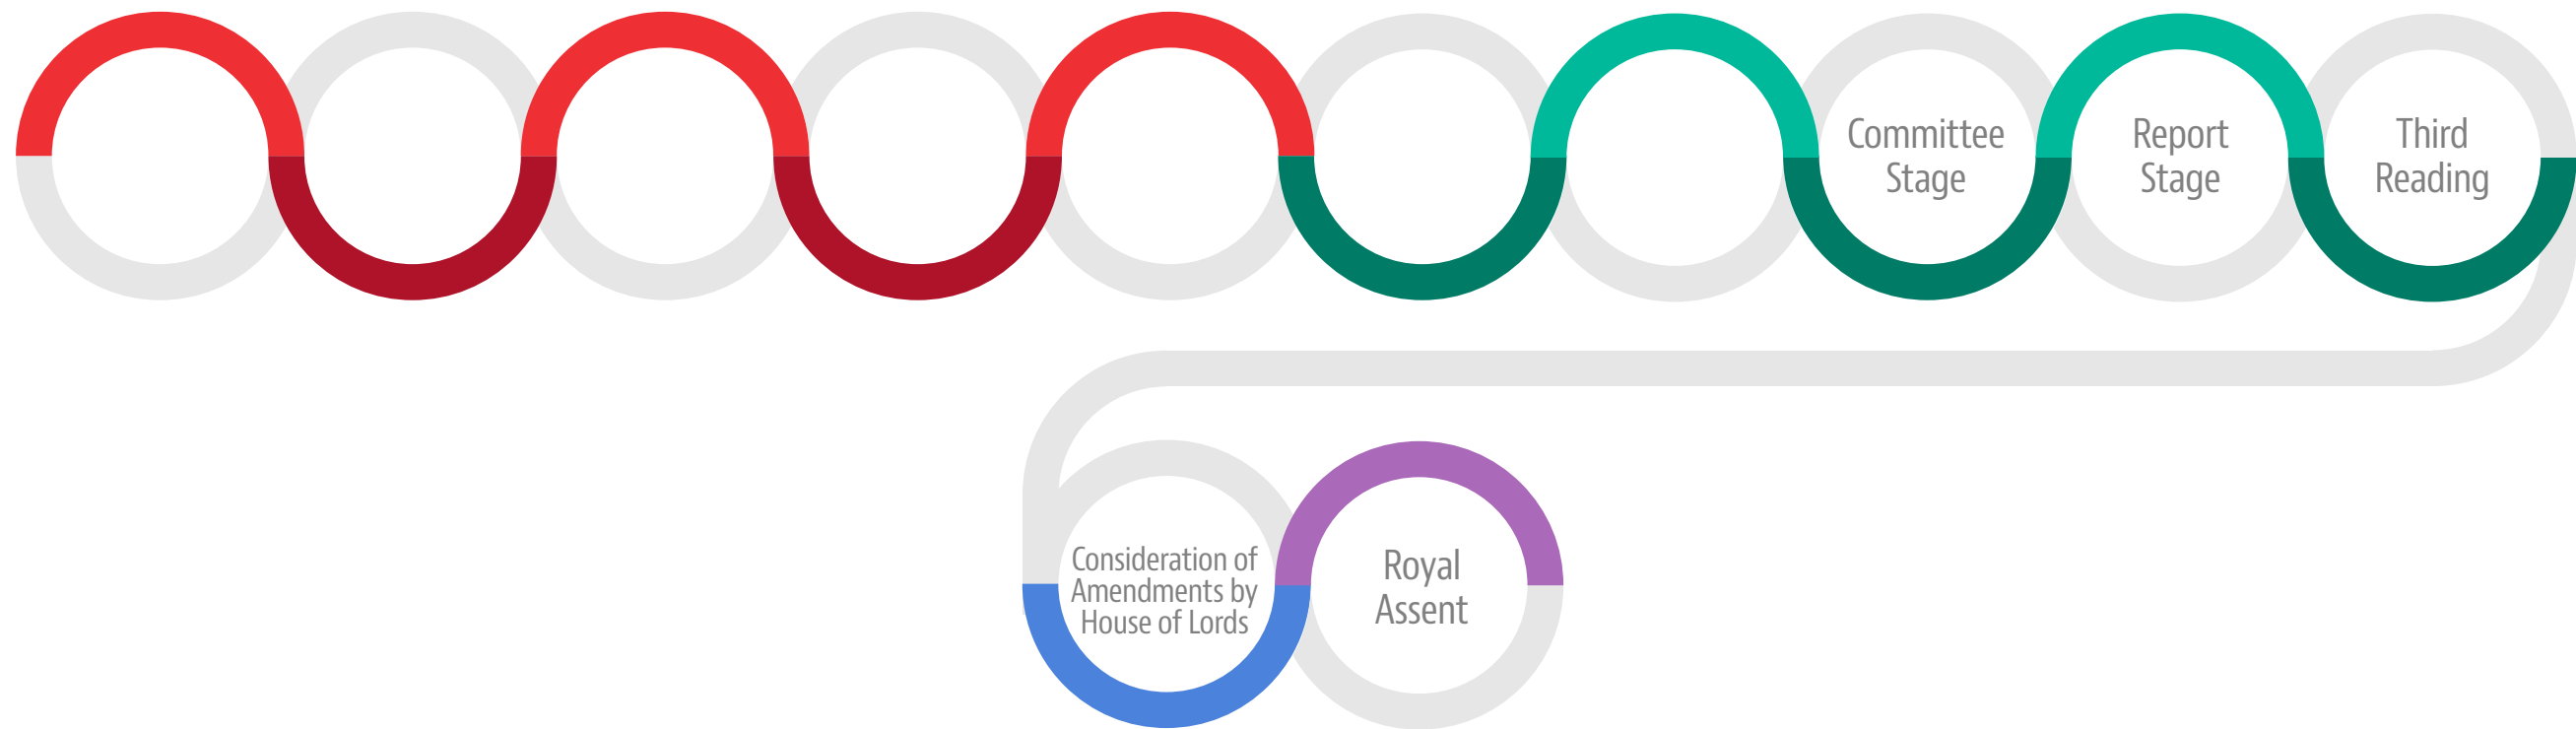 Committee
Stage
Report
Stage
Third
Reading
Consideration of
Amendments by
House of Lords
Royal
Assent